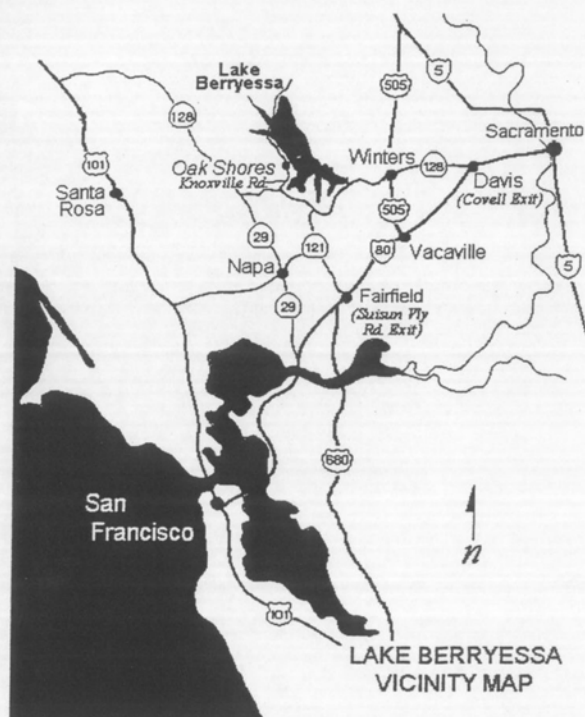 Lake
Berryessa
5
505
128
Sacramento
101
Oak Shores
Knoxville Rd
Winters
128
Santa
Rosa
Davis
(Covell Exit)
505
29
121
80
Vacaville
Napa
5
29
Fairfield
(Suisun Vly
Rd. Exit)
680
San
Francisco
n
101
LAKE BERRYESSA
VICINITY MAP